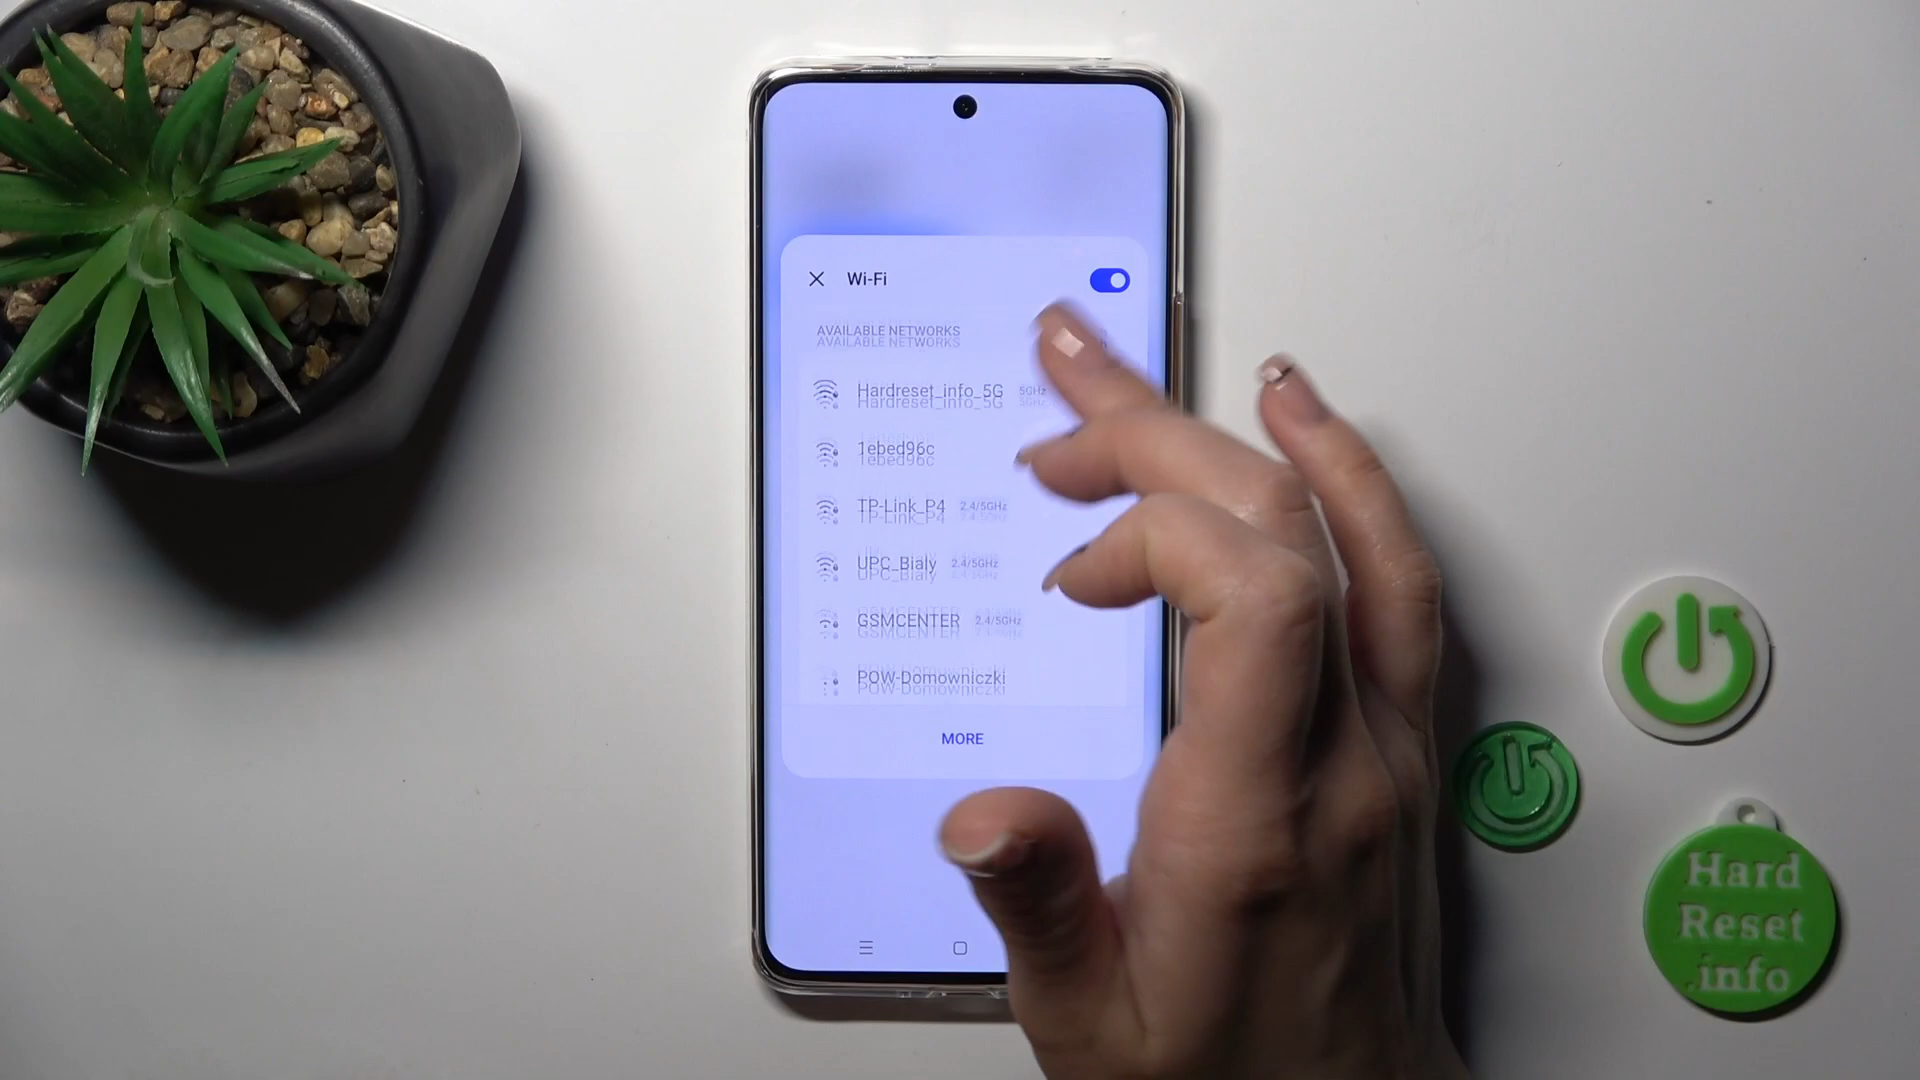 Wi-Fi
AVAILABLE NETWORKS
Hardreset_info_5G 5GHz
1ebed96c
TP-Link_P4 2.4/5GHz
UPC_Bialy 2.4/5GHz
GSMCENTER 2.4/5GHz
POW-Domowniczki
MORE
Hard
Reset
.info